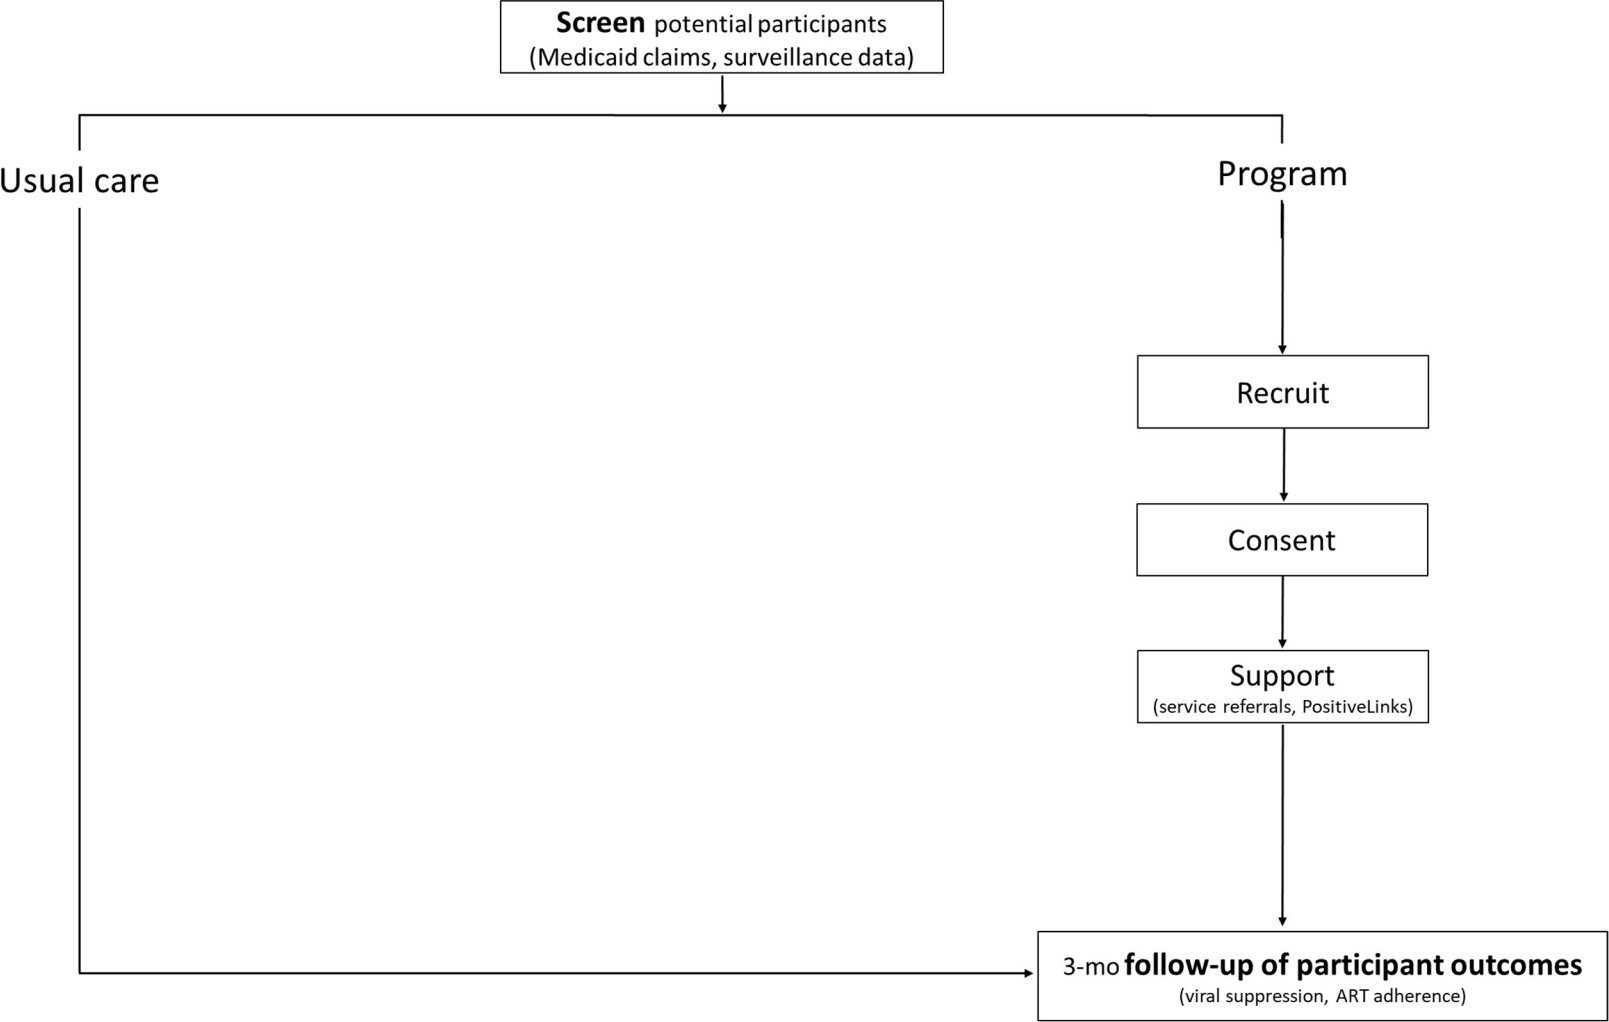 Screen potential participants
(Medicaid claims, surveillance data)
Usual care
Program
Recruit
Consent
Support
(service referrals, PositiveLinks)
3-mo follow-up of participant outcomes
(viral suppression, ART adherence)